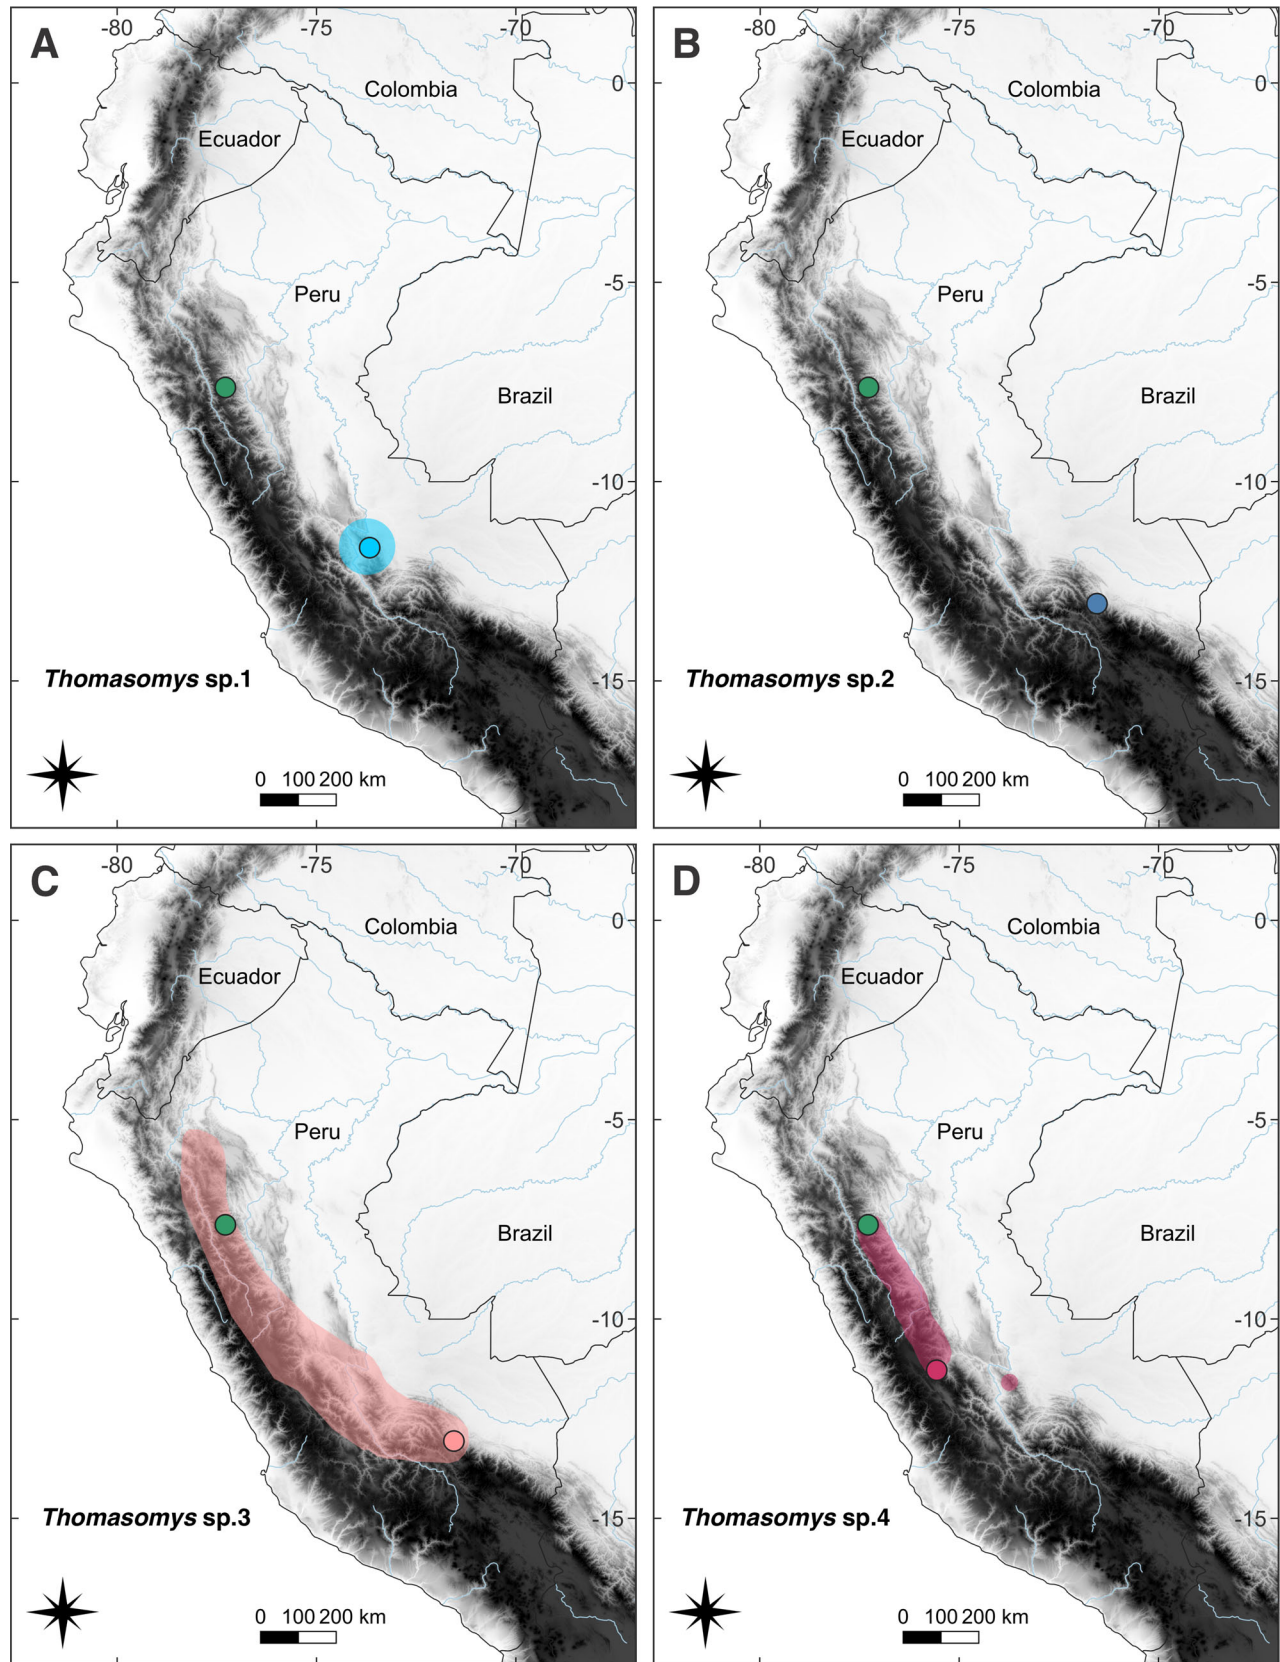 A
-80 -75 -70
Colombia
0
Ecuador
-5
Peru
Brazil
-10
Thomasomys sp.1
-15
0 100 200 km
B
-80 -75 -70
Colombia
0
Ecuador
-5
Peru
Brazil
-10
Thomasomys sp.2
-15
0 100 200 km
C
-80 -75 -70
Colombia
0
Ecuador
-5
Peru
Brazil
-10
Thomasomys sp.3
-15
0 100 200 km
D
-80 -75 -70
Colombia
0
Ecuador
-5
Peru
Brazil
-10
Thomasomys sp.4
-15
0 100 200 km